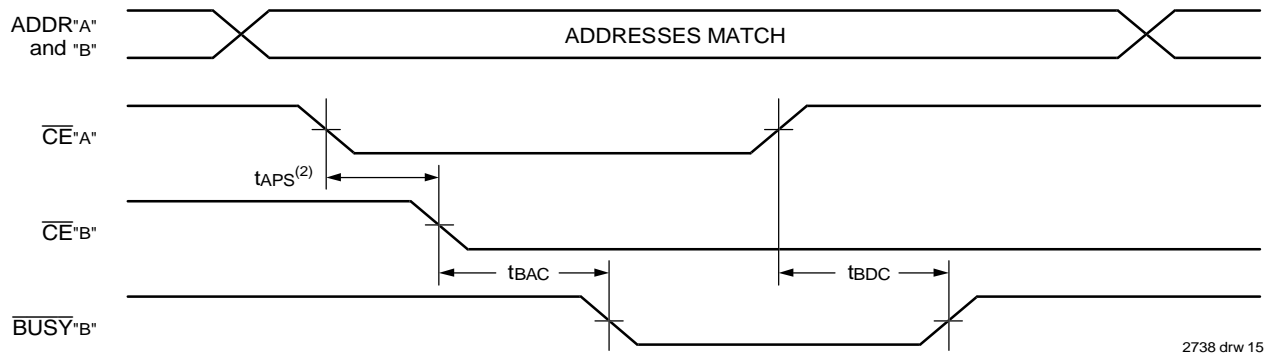 ADDR"A"
and "B"
ADDRESSES MATCH
CE"A"
tAPS(2)
CE"B"
tBAC
tBDC
BUSY"B"
2738 drw 15